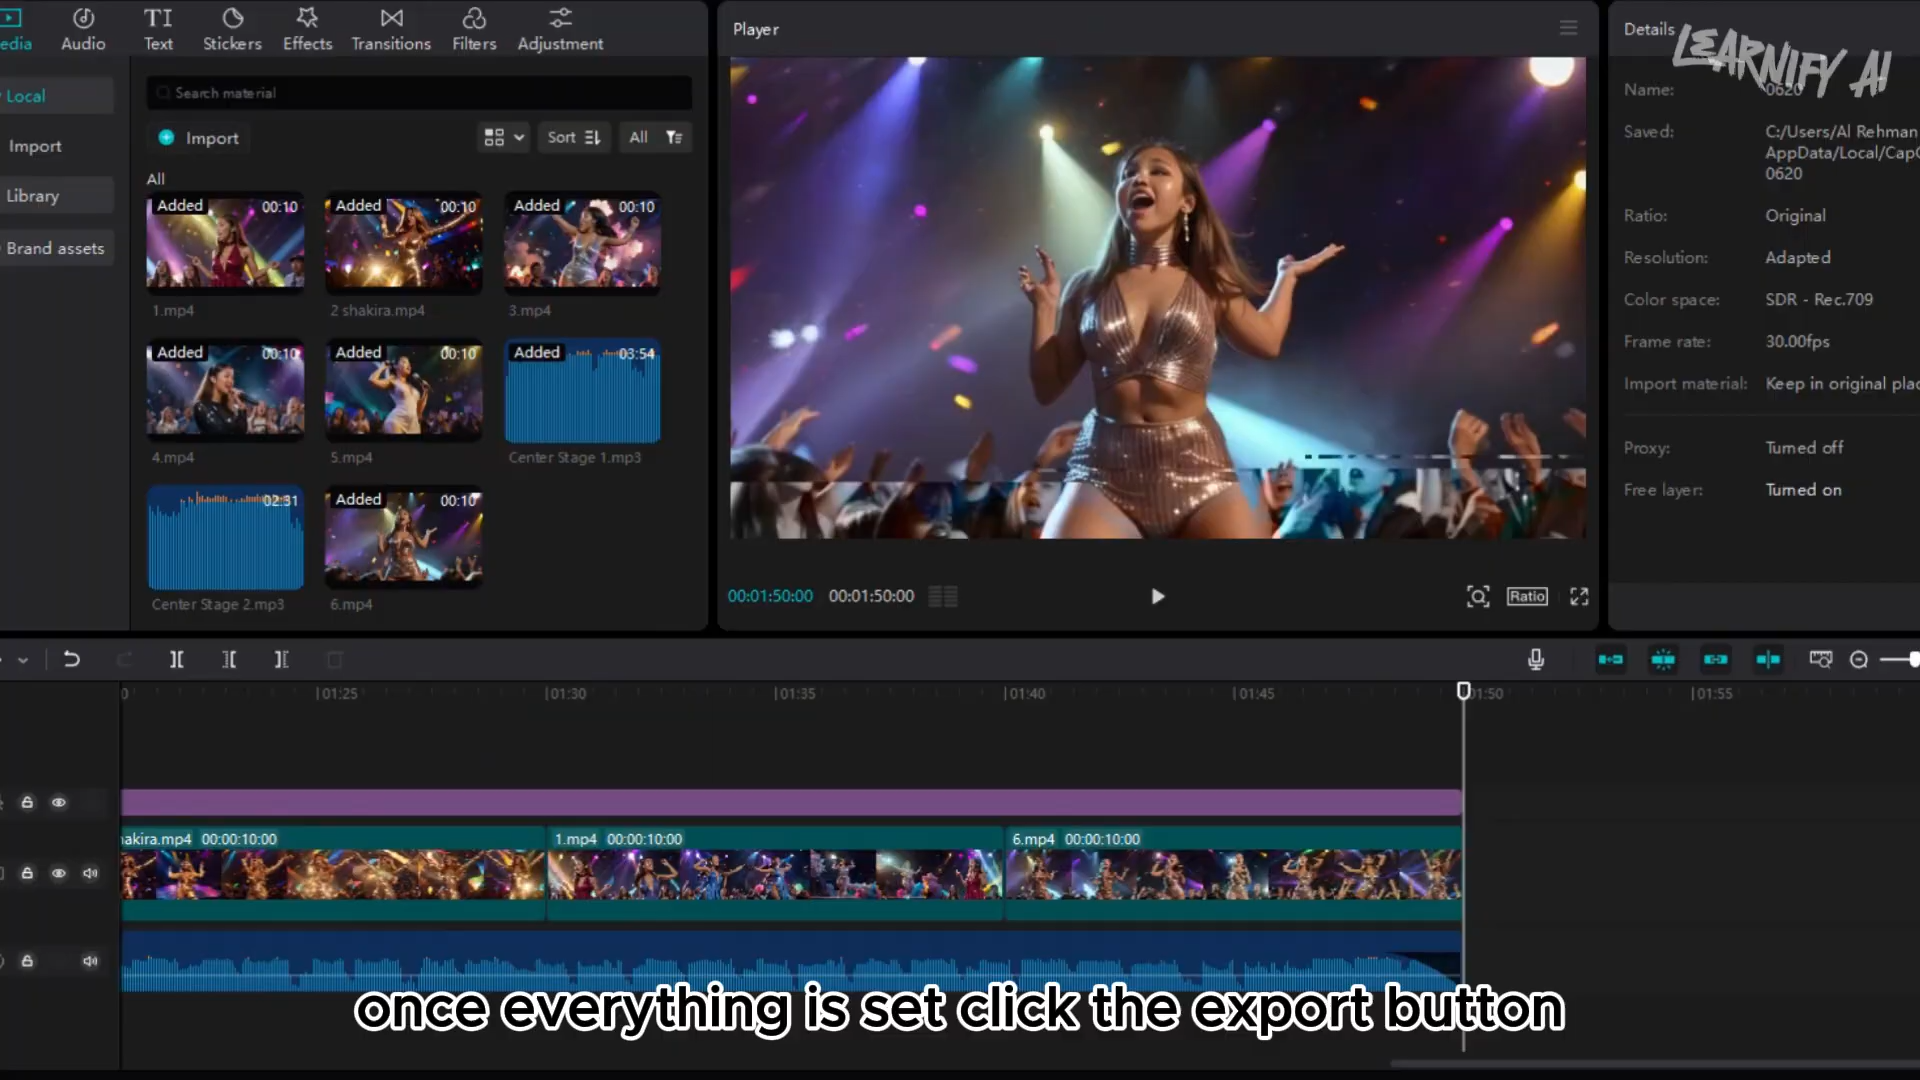 edia
Audio
Text
Stickers
Effects
Transitions
Filters
Adjustment
Local
Import
Library
Brand assets
Search material
Import
Sort
All
All
Added 00:10
1.mp4
Added 00:10
2 shakira.mp4
Added 00:10
3.mp4
Added 00:10
4.mp4
Added 00:10
5.mp4
Added 03:54
Center Stage 1.mp3
02:31
Center Stage 2.mp3
Added 00:10
6.mp4
Player
00:01:50:00 00:01:50:00
Ratio
Details
LEARNIFY AI
Name: 0620
Saved: C:/Users/Al Rehman
AppData/Local/CapC
0620
Ratio: Original
Resolution: Adapted
Color space: SDR - Rec.709
Frame rate: 30.00fps
Import material: Keep in original plac
Proxy: Turned off
Free layer: Turned on
0 01:25 01:30 01:35 01:40 01:45 01:50 01:55
hakira.mp4 00:00:10:00
1.mp4 00:00:10:00
6.mp4 00:00:10:00
once everything is set click the export button